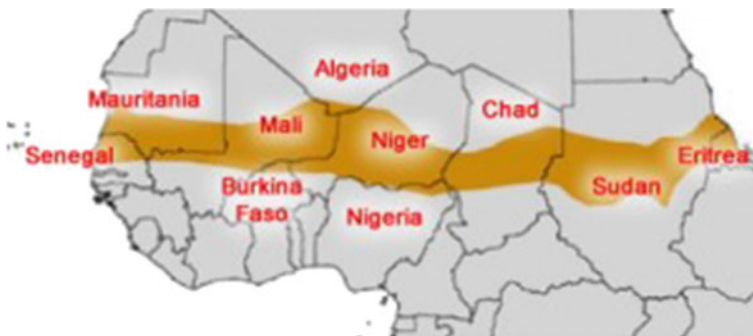 Algeria
Mauritania
Chad
Mali
Niger
Senegal
Eritrea
Burkina
Faso
Sudan
Nigeria